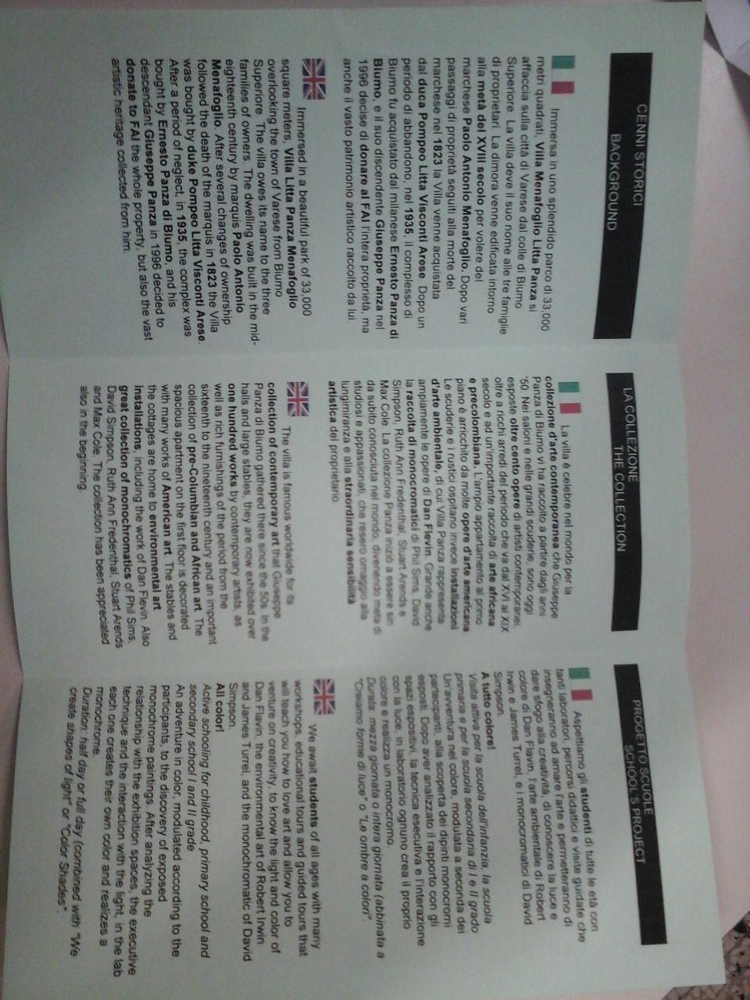 CENNI STORICI
BACKGROUND
Immersa in uno splendido parco di 33,000
metri quadrati, Villa Menafoglio Litta Panza si
affaccia sulla città di Varese dal colle di Biumo
Superiore. La villa deve il suo nome alle tre famiglie
di proprietari. La dimora venne edificata intorno
alla metà del XVIII secolo per volere del
marchese Paolo Antonio Menafoglio. Dopo vari
passaggi di proprietà seguiti alla morte del
marchese nel 1823 la Villa venne acquistata
dal duca Pompeo Litta Visconti Arese. Dopo un
periodo di abbandono, nel 1935, il complesso di
Biumo fu acquistato dal milanese Ernesto Panza di
Biumo, e il suo discendente Giuseppe Panza nel
1996 decise di donare al FAI l'intera proprietà, ma
anche il vasto patrimonio artistico raccolto da lui
Immersed in a beautiful park of 33,000
square meters, Villa Litta Panza Menafoglio
overlooking the town of Varese from Biumo
Superiore. The villa owes its name to the three
families of owners. The dwelling was built in the mid-
eighteenth century by marquis Paolo Antonio
Menafoglio. After several changes of ownership
followed the death of the marquis in 1823 the Villa
was bought by duke Pompeo Litta Visconti Arese.
After a period of neglect, in 1935, the complex was
bought by Ernesto Panza di Biumo, and his
descendant Giuseppe Panza in 1996 decided to
donate to FAI the whole property, but also the vast
artistic heritage collected from him.
LA COLLEZIONE
THE COLLECTION
La villa è celebre nel mondo per la
collezione d'arte contemporanea che Giuseppe
Panza di Biumo vi ha raccolto a partire dagli anni
'50. Nei saloni e nelle grandi scuderie, sono oggi
esposte oltre cento opere di artisti contemporanei,
oltre a ricchi arredi del periodo che va dal XVI al XIX
secolo e ad un'importante raccolta di arte africana
e precolombiana. L'ampio appartamento al primo
piano è arricchito da molte opere d'arte americana.
Le scuderie e i rustici ospitano invece installazioni
d'arte ambientale, di cui Villa Panza rappresenta
ampiamente le opere di Dan Flevin. Grande anche
la raccolta di monocromatici di Phil Sims, David
Simpson, Ruth Ann Fredenthal, Stuart Arends e
Max Cole. La collezione Panza iniziò a essere sin
da subito conosciuta nel mondo, divenendo meta di
studiosi e appassionati, che resero omaggio alla
lungimiranza e alla straordinaria sensibilità
artistica del proprietario.
The villa is famous worldwide for its
collection of contemporary art that Giuseppe
Panza di Biumo gathered there since the 50s. In the
halls and large stables, they are now exhibited over
one hundred works by contemporary artists, as
well as rich furnishings of the period from the
sixteenth to the nineteenth century and an important
collection of pre-Columbian and African art. The
spacious apartment on the first floor is decorated
with many works of American art. The stables and
the cottages are home to environmental art
installations, including the work of Dan Flevin. Also
great collection of monochromatics of Phil Sims,
David Simpson, Ruth Ann Fredenthal, Stuart Arends
and Max Cole. The collection has been appreciated
also in the beginning.
PROGETTO SCUOLE
SCHOOL'S PROJECT
Aspettiamo gli studenti di tutte le età con
tanti laboratori, percorsi didattici e visite guidate che
insegneranno ad amare l'arte e permetteranno di
dare sfogo alla creatività, di conoscere la luce e
colore di Dan Flavin, l'arte ambientale di Robert
Irwin e James Turrel, e i monocromatici di David
Simpson.
A tutto colore!
Visita attiva per la scuola dell'infanzia, la scuola
primaria e per la scuola secondaria di I e II grado
Un'avventura nel colore, modulata a seconda dei
partecipanti, alla scoperta dei dipinti monocromi
esposti. Dopo aver analizzato il rapporto con gli
spazi espositivi, la tecnica esecutiva e l'interazione
con la luce, in laboratorio ognuno crea il proprio
colore e realizza un monocromo.
Durata: mezza giornata o intera giornata (abbinata a
"Creiamo forme di luce" o "Le ombre a colori".
We await students of all ages with many
workshops, educational tours and guided tours that
will teach you how to love art and allow you to
venture on creativity, to know the light and color of
Dan Flavin, the environmental art of Robert Irwin
and James Turrel, and the monochromatic of David
Simpson.
All color!
Active schooling for childhood, primary school and
secondary school I and II grade
An adventure in color, modulated according to the
participants, to the discovery of exposed
monochrome paintings. After analyzing the
relationship with the exhibition spaces, the executive
technique and the interaction with the light, in the lab
each one creates their own color and realizes a
monochrone.
Duration: half day or full day (combined with "We
create shapes of light" or "Color Shades"